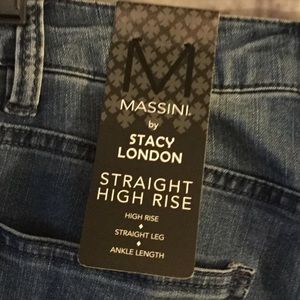 M
MASSINI.
by
STACY
LONDON
STRAIGHT
HIGH RISE
HIGH RISE
STRAIGHT LEG
ANKLE LENGTH